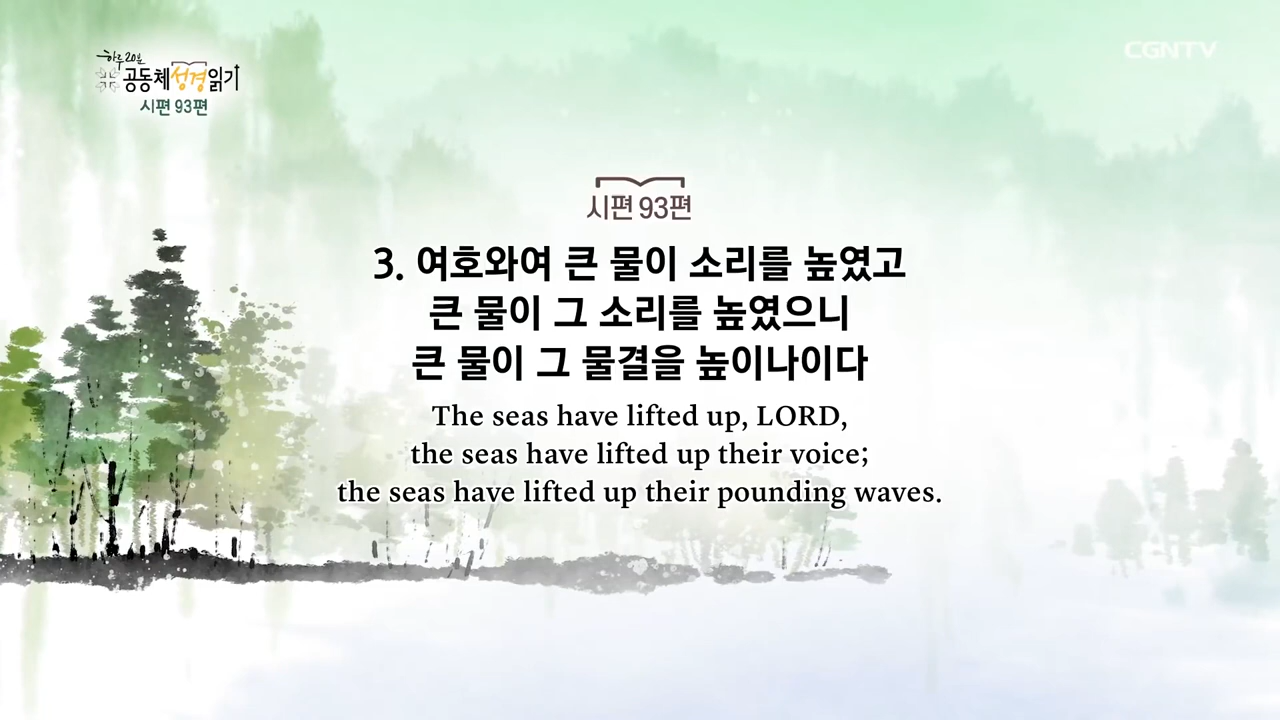 하루 20분
공동체성경읽기
시편 93편
CGNTV
시편 93편
3. 여호와여 큰 물이 소리를 높였고
큰 물이 그 소리를 높였으니
큰 물이 그 물결을 높이나이다
The seas have lifted up, LORD,
the seas have lifted up their voice;
the seas have lifted up their pounding waves.